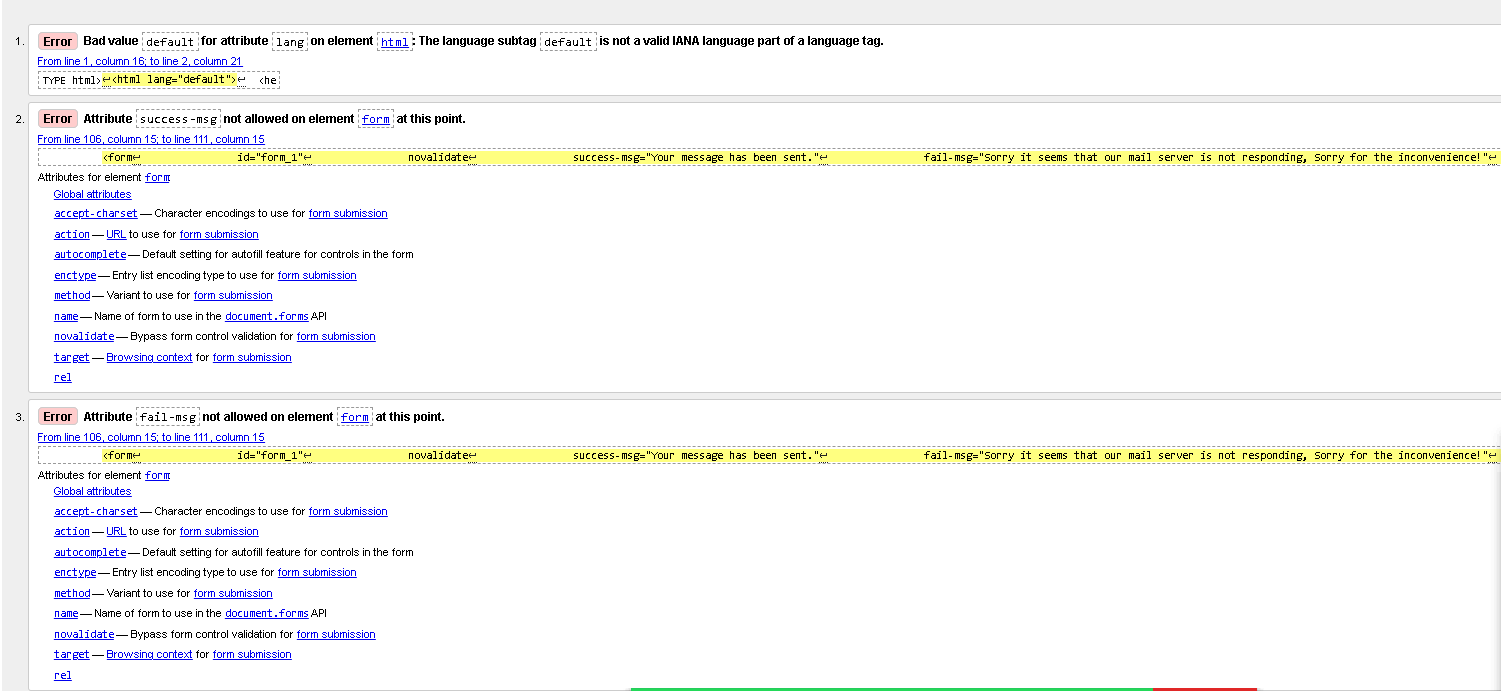 1. Error Bad value default for attribute lang on element html: The language subtag default is not a valid IANA language part of a language tag.
From line 1, column 16; to line 2, column 21
TYPE html>↩<html lang="default">↩ <he
2. Error Attribute success-msg not allowed on element form at this point.
From line 106, column 15; to line 111, column 15
<form↩ id="form_1"↩ novalidate↩ success-msg="Your message has been sent."↩ fail-msg="Sorry it seems that our mail server is not responding, Sorry for the inconvenience!"↩
Attributes for element form
Global attributes
accept-charset — Character encodings to use for form submission
action — URL to use for form submission
autocomplete — Default setting for autofill feature for controls in the form
enctype — Entry list encoding type to use for form submission
method — Variant to use for form submission
name — Name of form to use in the document.forms API
novalidate — Bypass form control validation for form submission
target — Browsing context for form submission
rel
3. Error Attribute fail-msg not allowed on element form at this point.
From line 106, column 15; to line 111, column 15
<form↩ id="form_1"↩ novalidate↩ success-msg="Your message has been sent."↩ fail-msg="Sorry it seems that our mail server is not responding, Sorry for the inconvenience!"↩
Attributes for element form
Global attributes
accept-charset — Character encodings to use for form submission
action — URL to use for form submission
autocomplete — Default setting for autofill feature for controls in the form
enctype — Entry list encoding type to use for form submission
method — Variant to use for form submission
name — Name of form to use in the document.forms API
novalidate — Bypass form control validation for form submission
target — Browsing context for form submission
rel